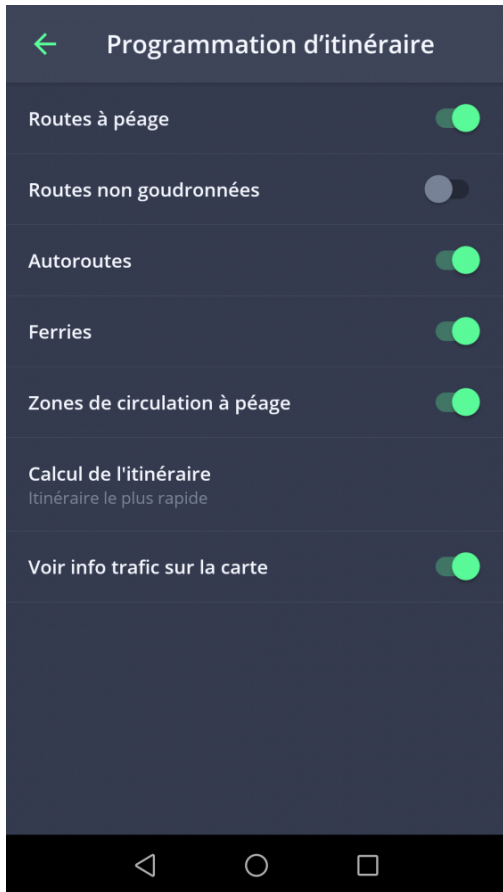 Programmation d’itinéraire
Routes à péage
Routes non goudronnées
Autoroutes
Ferries
Zones de circulation à péage
Calcul de l'itinéraire
Itinéraire le plus rapide
Voir info trafic sur la carte